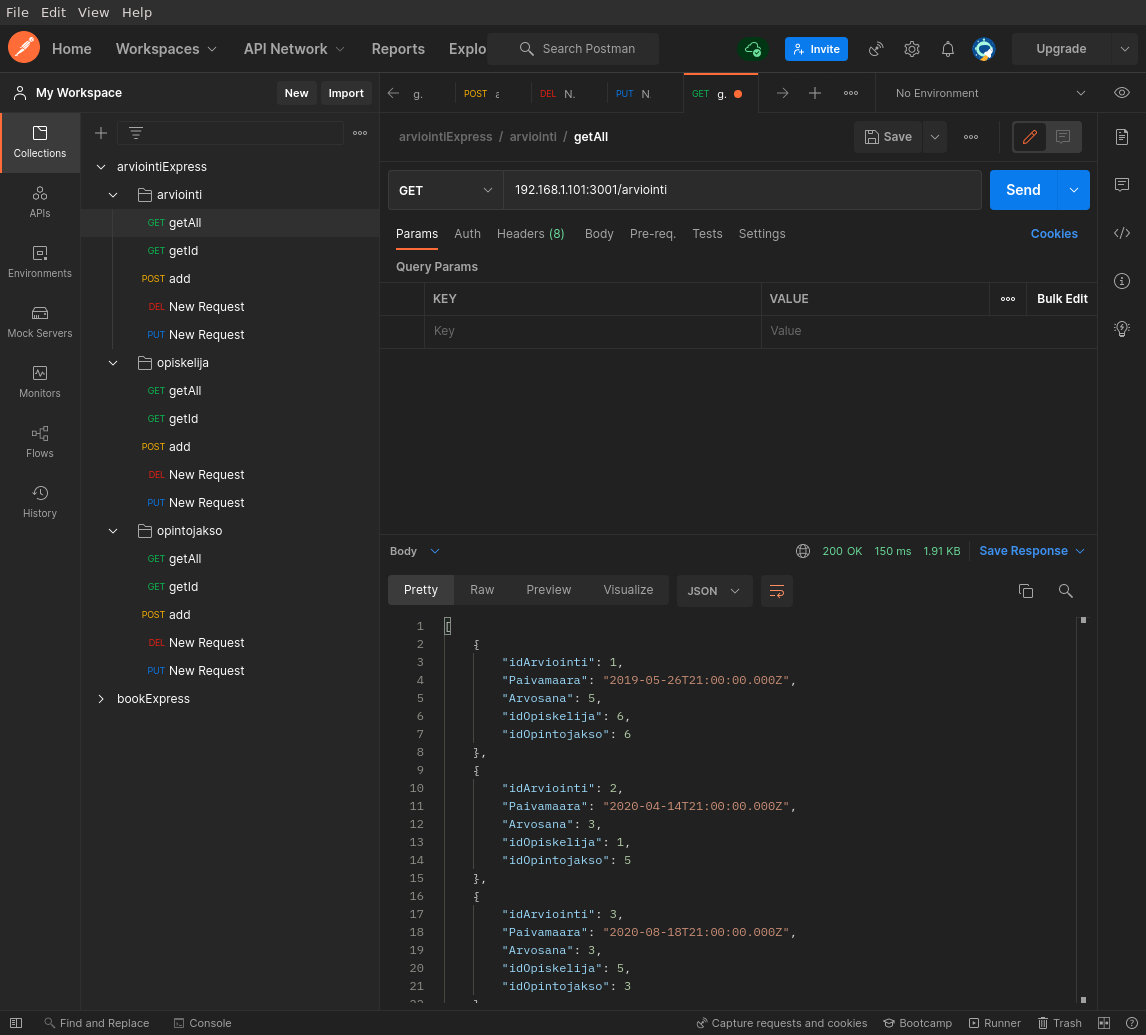 File Edit View Help
Home Workspaces API Network Reports Explo Search Postman Invite Upgrade
My Workspace New Import
g. POST DEL N. PUT N GET g. No Environment
Collections
APIs
Environments
Mock Servers
Monitors
Flows
History
arviointiExpress
arviointi
GET getAll
GET getId
POST add
DEL New Request
PUT New Request
opiskelija
GET getAll
GET getId
POST add
DEL New Request
PUT New Request
opintojakso
GET getAll
GET getId
POST add
DEL New Request
PUT New Request
bookExpress
arviointiExpress / arviointi / getAll Save
GET 192.168.1.101:3001/arviointi Send
Params Auth Headers (8) Body Pre-req. Tests Settings Cookies
Query Params
KEY VALUE Bulk Edit
Key Value
Body 200 OK 150 ms 1.91 KB Save Response
Pretty Raw Preview Visualize JSON
1 [
2 {
3 "idArviointi": 1,
4 "Paivamaara": "2019-05-26T21:00:00.000Z",
5 "Arvosana": 5,
6 "idOpiskelija": 6,
7 "idOpintojakso": 6
8 },
9 {
10 "idArviointi": 2,
11 "Paivamaara": "2020-04-14T21:00:00.000Z",
12 "Arvosana": 3,
13 "idOpiskelija": 1,
14 "idOpintojakso": 5
15 },
16 {
17 "idArviointi": 3,
18 "Paivamaara": "2020-08-18T21:00:00.000Z",
19 "Arvosana": 3,
20 "idOpiskelija": 5,
21 "idOpintojakso": 3
Find and Replace Console Capture requests and cookies Bootcamp Runner Trash